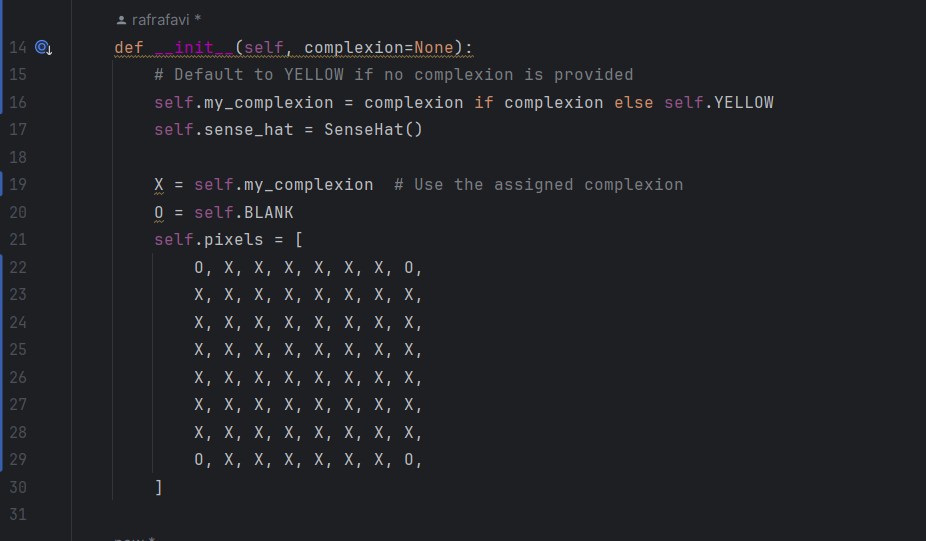 rafrafavi *
14 def __init__(self, complexion=None):
15 # Default to YELLOW if no complexion is provided
16 self.my_complexion = complexion if complexion else self.YELLOW
17 self.sense_hat = SenseHat()
18
19 X = self.my_complexion  # Use the assigned complexion
20 O = self.BLANK
21 self.pixels = [
22 O, X, X, X, X, X, X, O,
23 X, X, X, X, X, X, X, X,
24 X, X, X, X, X, X, X, X,
25 X, X, X, X, X, X, X, X,
26 X, X, X, X, X, X, X, X,
27 X, X, X, X, X, X, X, X,
28 X, X, X, X, X, X, X, X,
29 O, X, X, X, X, X, X, O,
30 ]
31